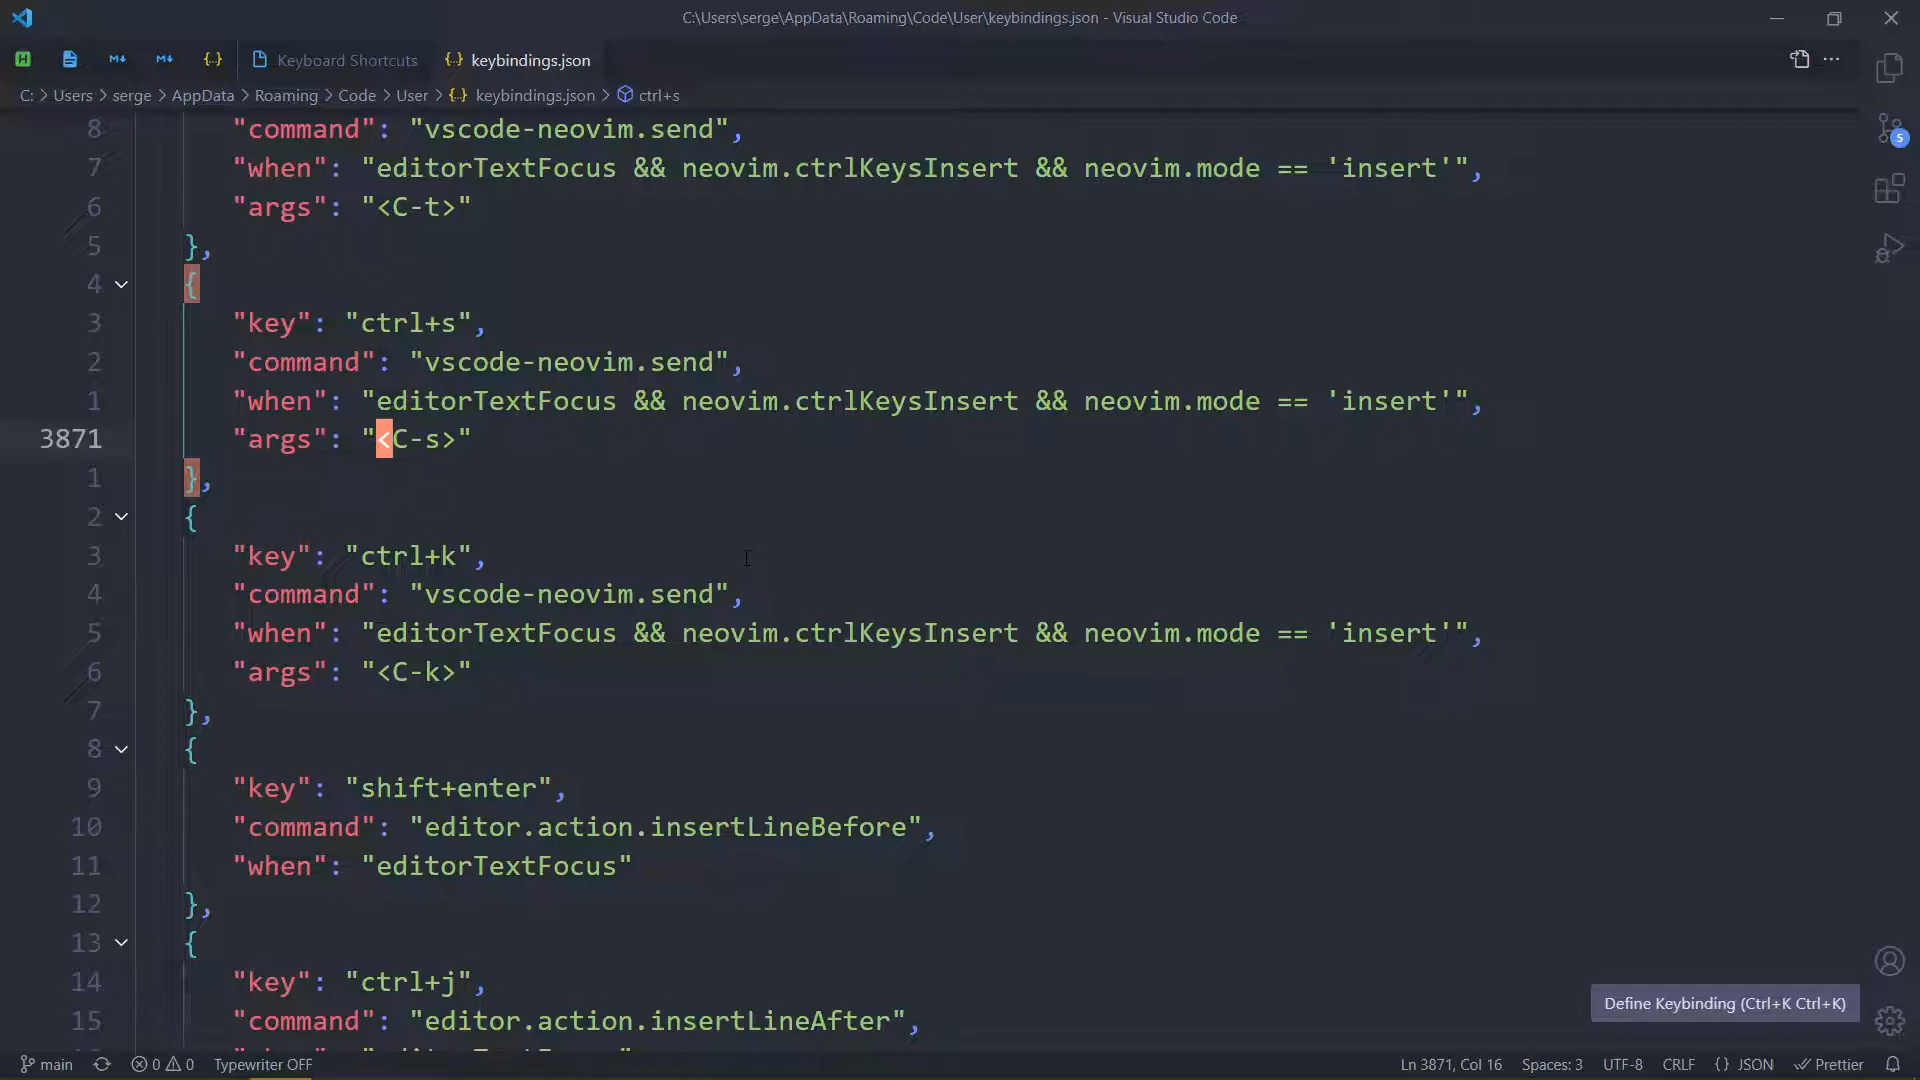 C:\Users\serge\AppData\Roaming\Code\User\keybindings.json - Visual Studio Code
Keyboard Shortcuts
{} keybindings.json
C: > Users > serge > AppData > Roaming > Code > User > {} keybindings.json > ctrl+s
5
8 "command": "vscode-neovim.send",
7 "when": "editorTextFocus && neovim.ctrlKeysInsert && neovim.mode == 'insert'",
6 "args": "<C-t>"
5 },
4 {
3 "key": "ctrl+s",
2 "command": "vscode-neovim.send",
1 "when": "editorTextFocus && neovim.ctrlKeysInsert && neovim.mode == 'insert'",
3871 "args": "<C-s>"
1 },
2 {
3 "key": "ctrl+k",
4 "command": "vscode-neovim.send",
5 "when": "editorTextFocus && neovim.ctrlKeysInsert && neovim.mode == 'insert'",
6 "args": "<C-k>"
7 },
8 {
9 "key": "shift+enter",
10 "command": "editor.action.insertLineBefore",
11 "when": "editorTextFocus"
12 },
13 {
14 "key": "ctrl+j",
15 "command": "editor.action.insertLineAfter",
Define Keybinding (Ctrl+K Ctrl+K)
main 0 0 Typewriter OFF Ln 3871, Col 16 Spaces: 3 UTF-8 CRLF {} JSON Prettier